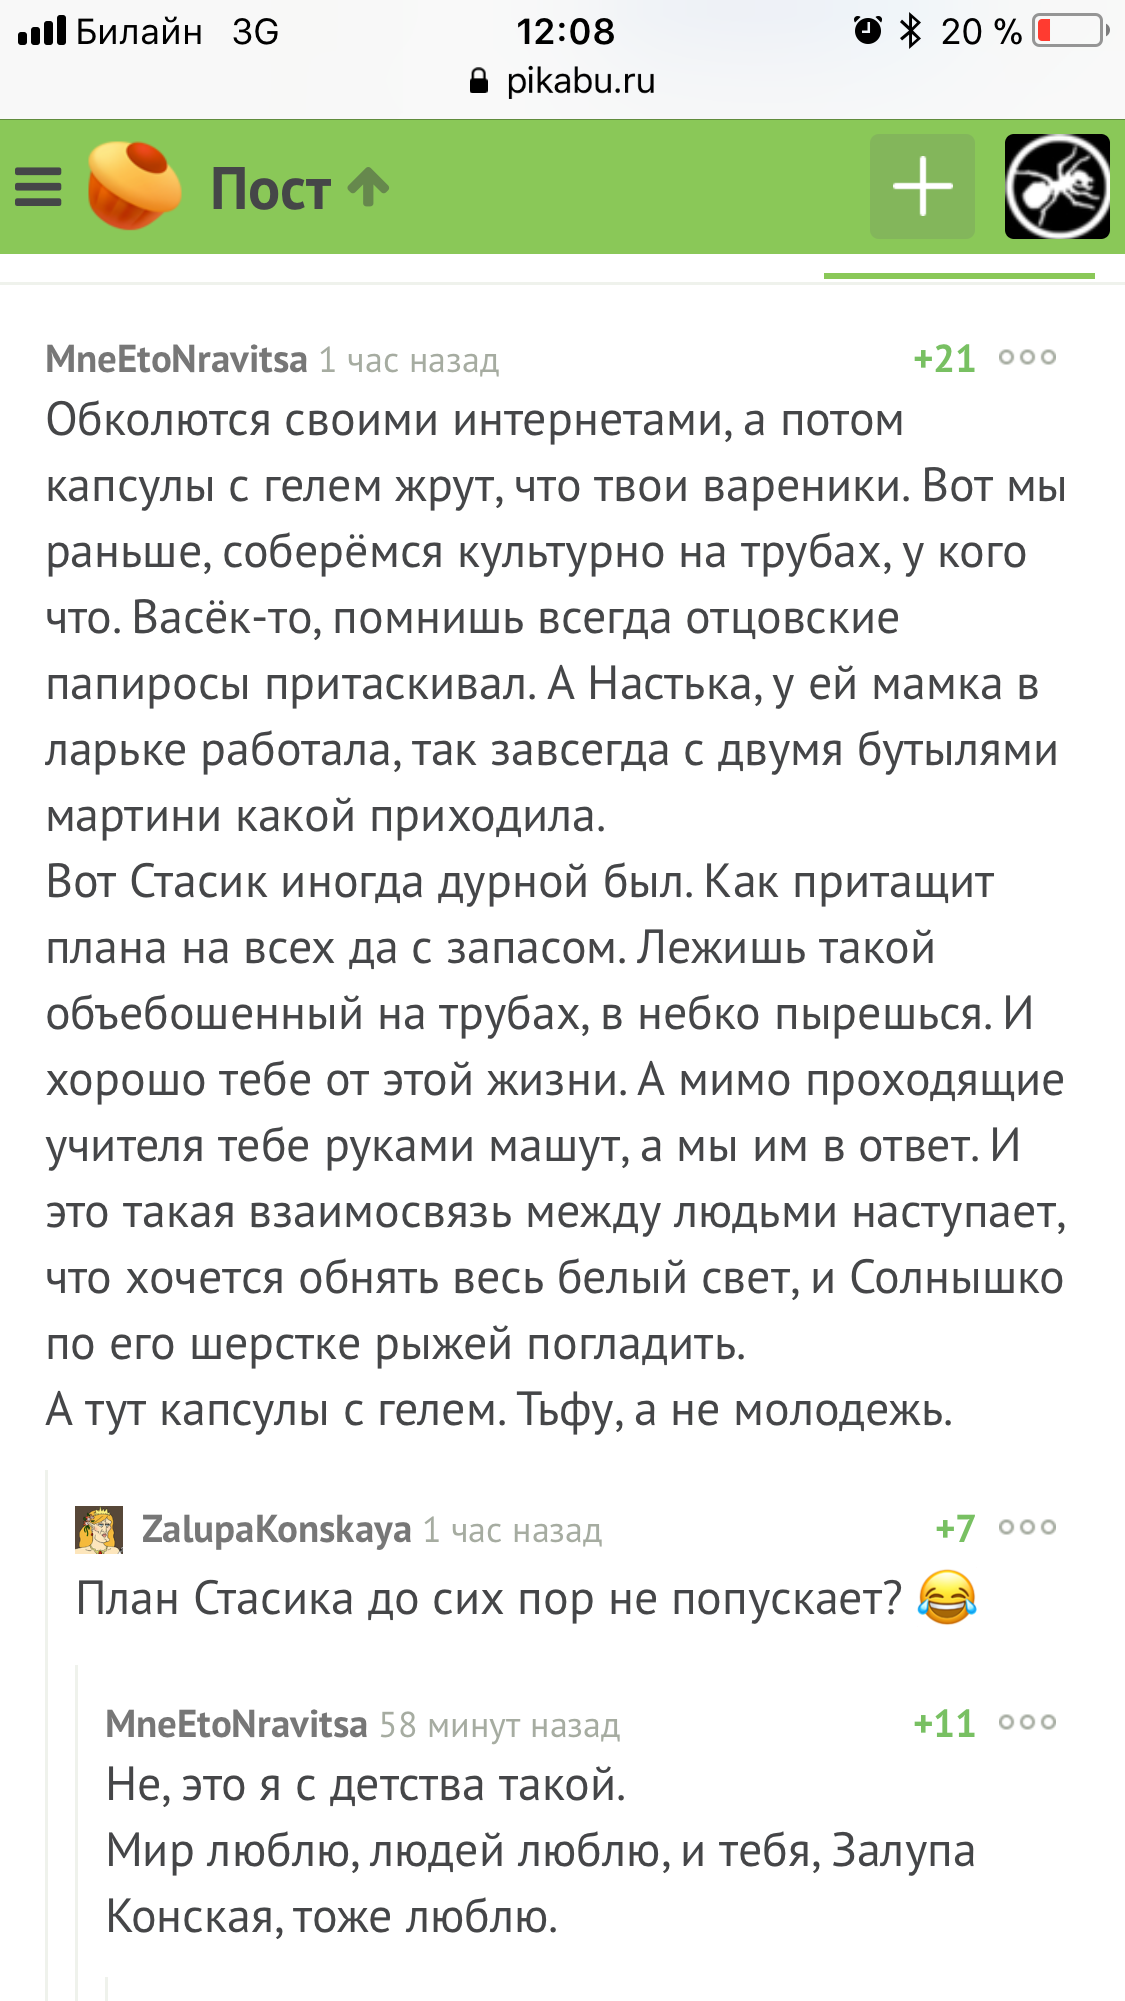 Билайн 3G 12:08 20 %
pikabu.ru
Пост
MneEtoNravitsa 1 час назад +21
Обколются своими интернетами, а потом
капсулы с гелем жрут, что твои вареники. Вот мы
раньше, соберёмся культурно на трубах, у кого
что. Васёк-то, помнишь всегда отцовские
папиросы притаскивал. А Настька, у ей мамка в
ларьке работала, так завсегда с двумя бутылями
мартини какой приходила.
Вот Стасик иногда дурной был. Как притащит
плана на всех да с запасом. Лежишь такой
объебошенный на трубах, в небко пырешься. И
хорошо тебе от этой жизни. А мимо проходящие
учителя тебе руками машут, а мы им в ответ. И
это такая взаимосвязь между людьми наступает,
что хочется обнять весь белый свет, и Солнышко
по его шерстке рыжей погладить.
А тут капсулы с гелем. Тьфу, а не молодежь.
ZalupaKonskaya 1 час назад +7
План Стасика до сих пор не попускает? 😂
MneEtoNravitsa 58 минут назад +11
Не, это я с детства такой.
Мир люблю, людей люблю, и тебя, Залупа
Конская, тоже люблю.